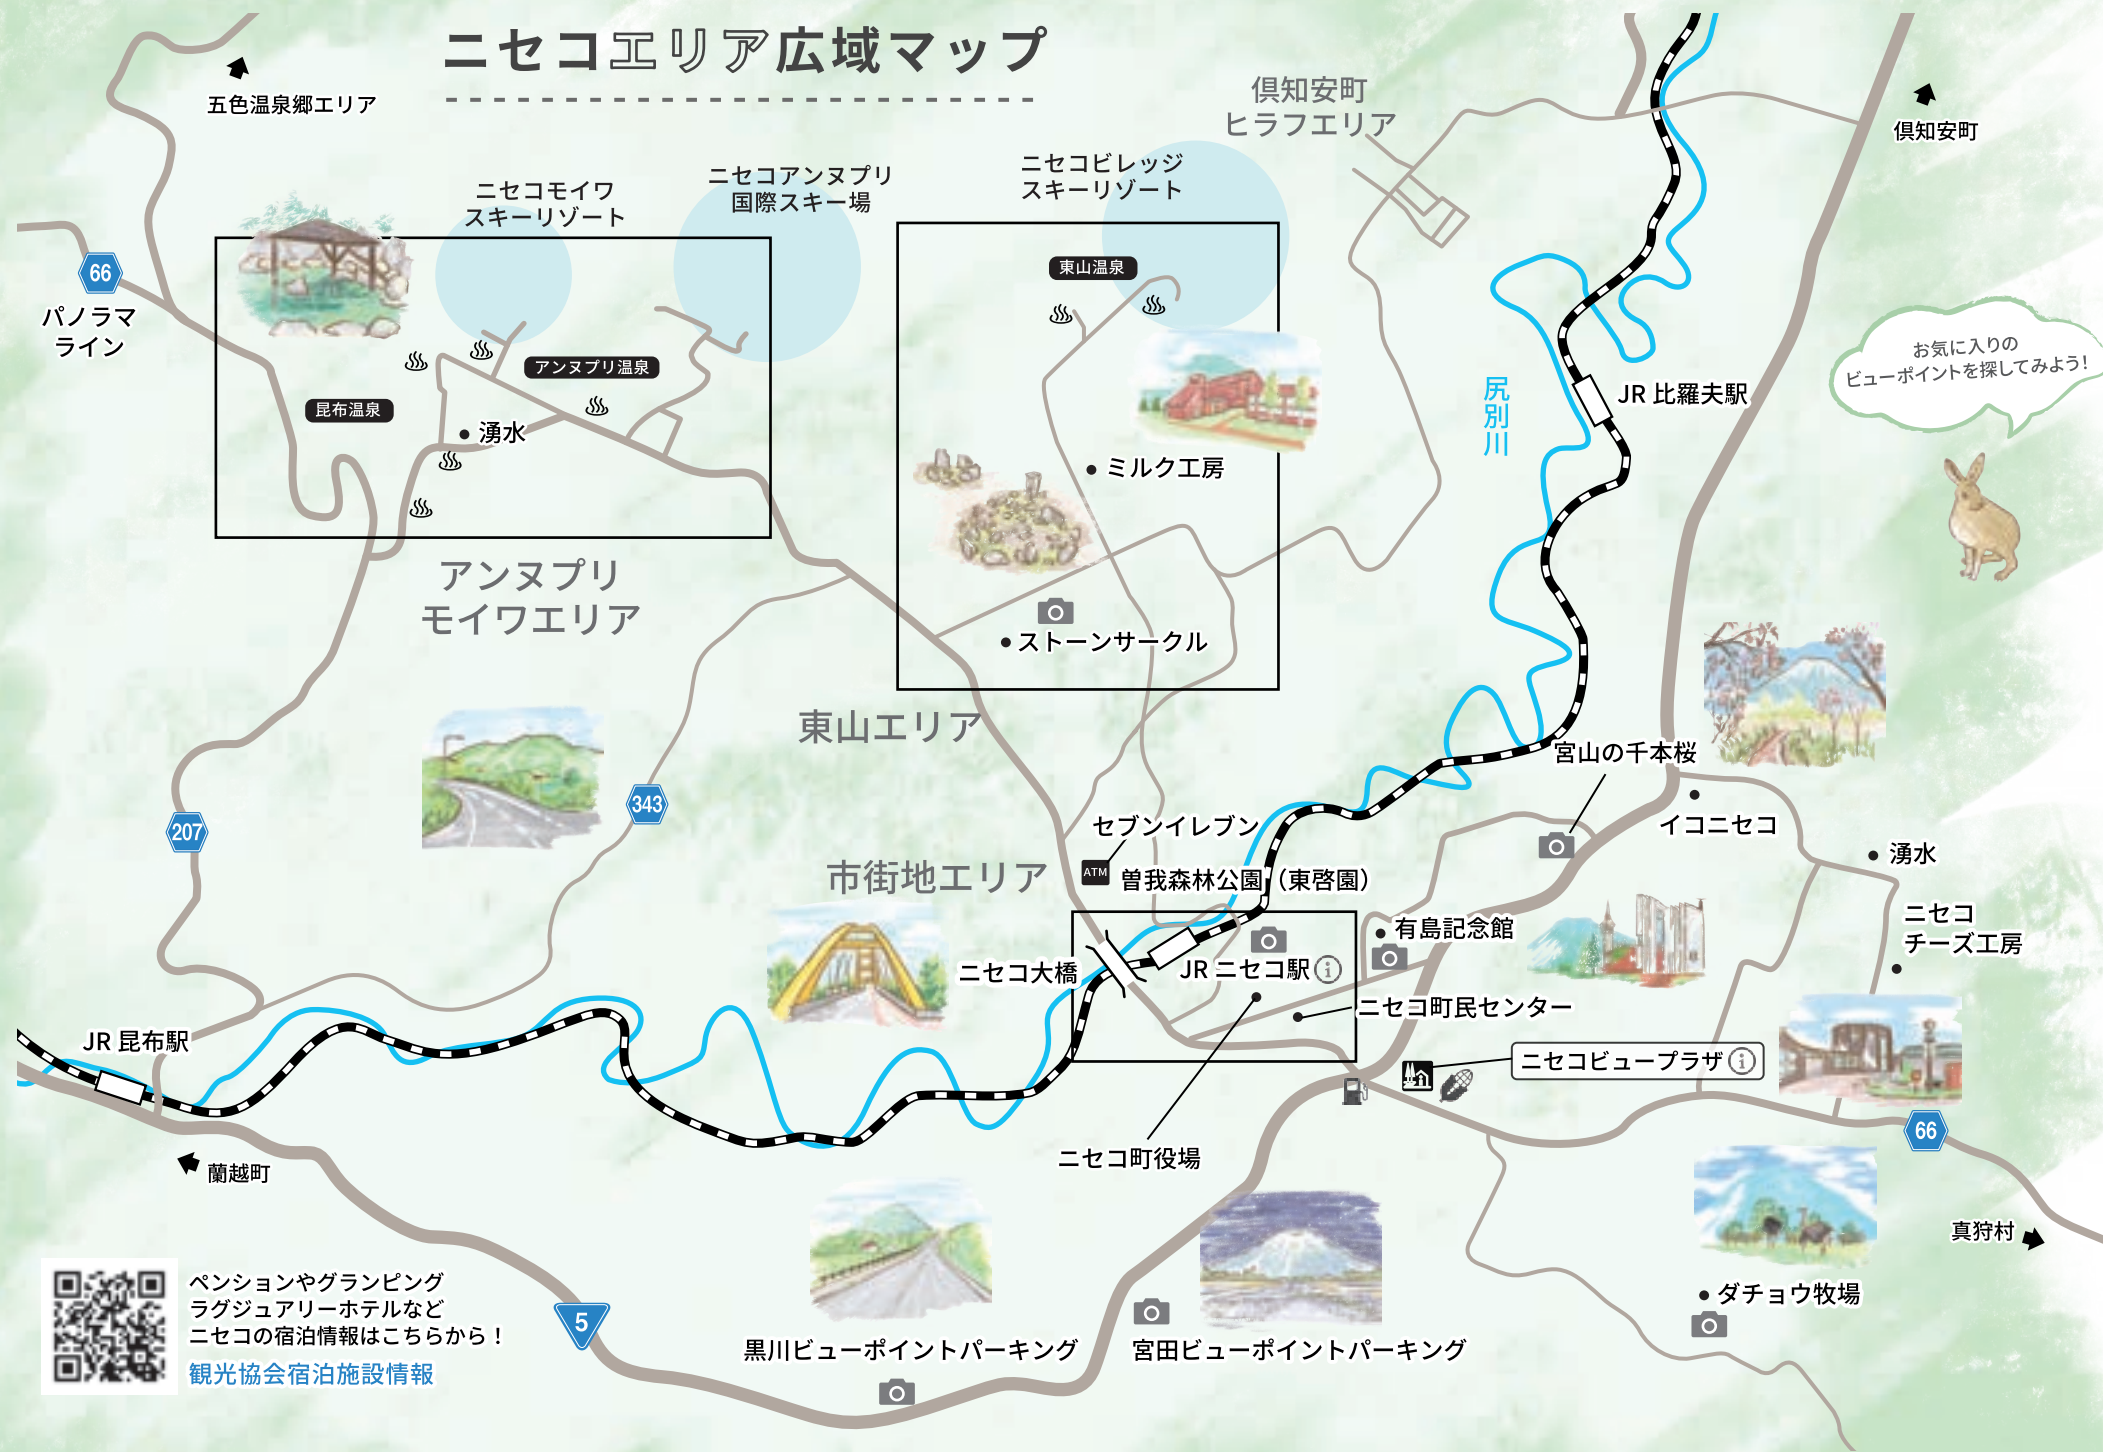 ニセコエリア広域マップ
五色温泉郷エリア
倶知安町
ヒラフエリア
倶知安町
ニセコモイワ
スキーリゾート
ニセコアンヌプリ
国際スキー場
ニセコビレッジ
スキーリゾート
66
パノラマ
ライン
東山温泉
アンヌプリ温泉
昆布温泉
湧水
ミルク工房
尻別川
JR 比羅夫駅
お気に入りの
ビューポイントを探してみよう!
アンヌプリ
モイワエリア
ストーンサークル
東山エリア
宮山の千本桜
イコニセコ
207
343
セブンイレブン
ATM
市街地エリア
曽我森林公園(東啓園)
湧水
ニセコ
チーズ工房
有島記念館
ニセコ大橋
JR ニセコ駅
ニセコ町民センター
JR 昆布駅
ニセコビュープラザ
66
ニセコ町役場
蘭越町
真狩村
ペンションやグランピング
ラグジュアリーホテルなど
ニセコの宿泊情報はこちらから!
観光協会宿泊施設情報
5
黒川ビューポイントパーキング
宮田ビューポイントパーキング
ダチョウ牧場